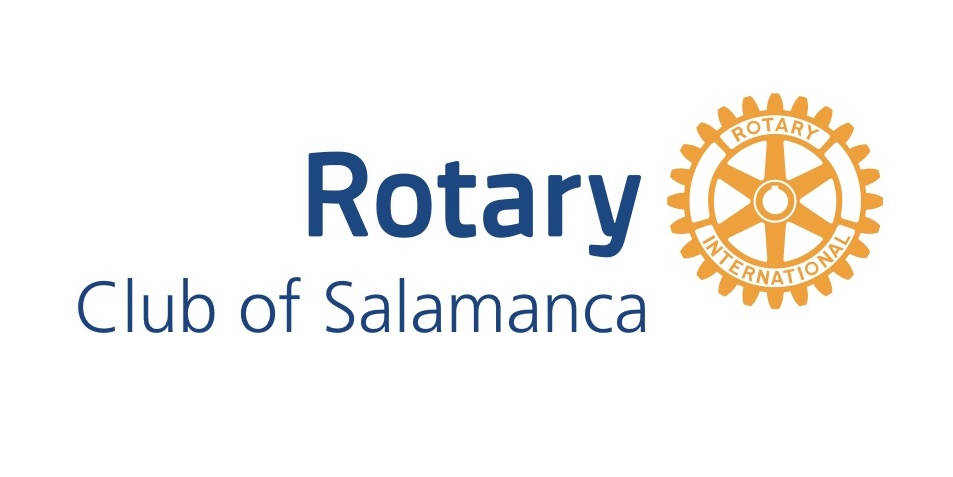 Rotary
Club of Salamanca
ROTARY
INTERNATIONAL